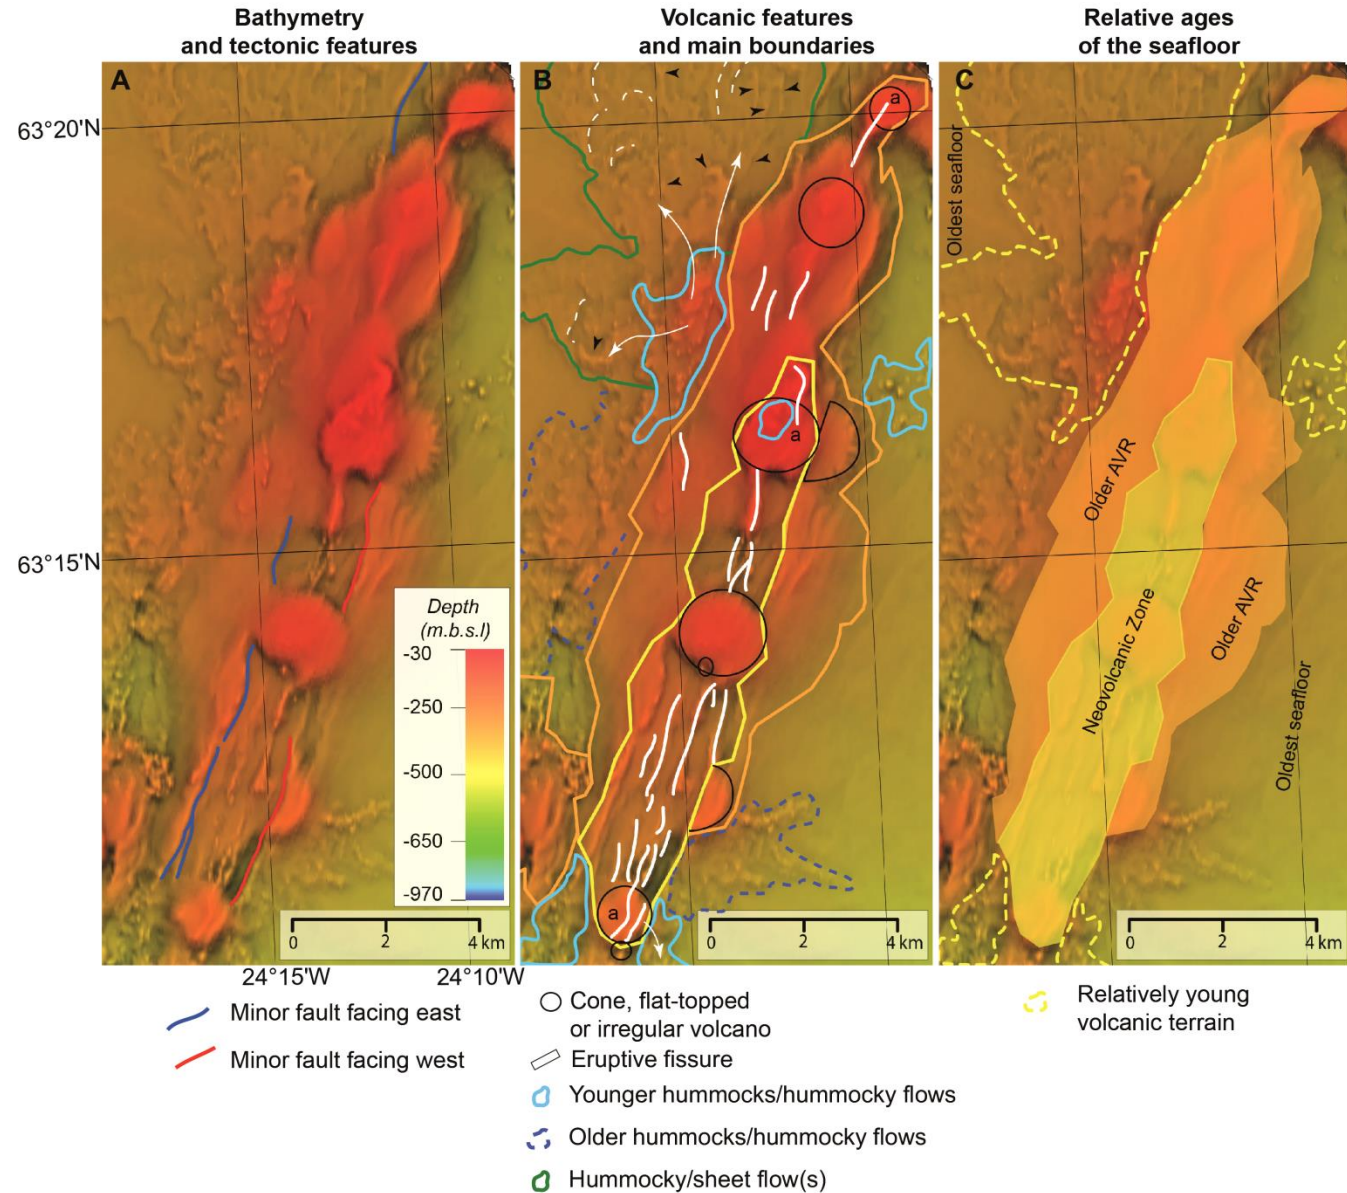 Bathymetry
and tectonic features
Volcanic features
and main boundaries
Relative ages
of the seafloor
A
B
C
a
a
a
63°20'N
63°15'N
Depth
(m.b.s.l)
-30
-250
-500
-650
-970
0 2 4 km
0 2 4 km
0 2 4 km
24°15'W
24°10'W
Oldest seafloor
Older AVR
Neovolcanic Zone
Older AVR
Oldest seafloor
Minor fault facing east
Minor fault facing west
Cone, flat-topped
or irregular volcano
Eruptive fissure
Younger hummocks/hummocky flows
Older hummocks/hummocky flows
Hummocky/sheet flow(s)
Relatively young
volcanic terrain